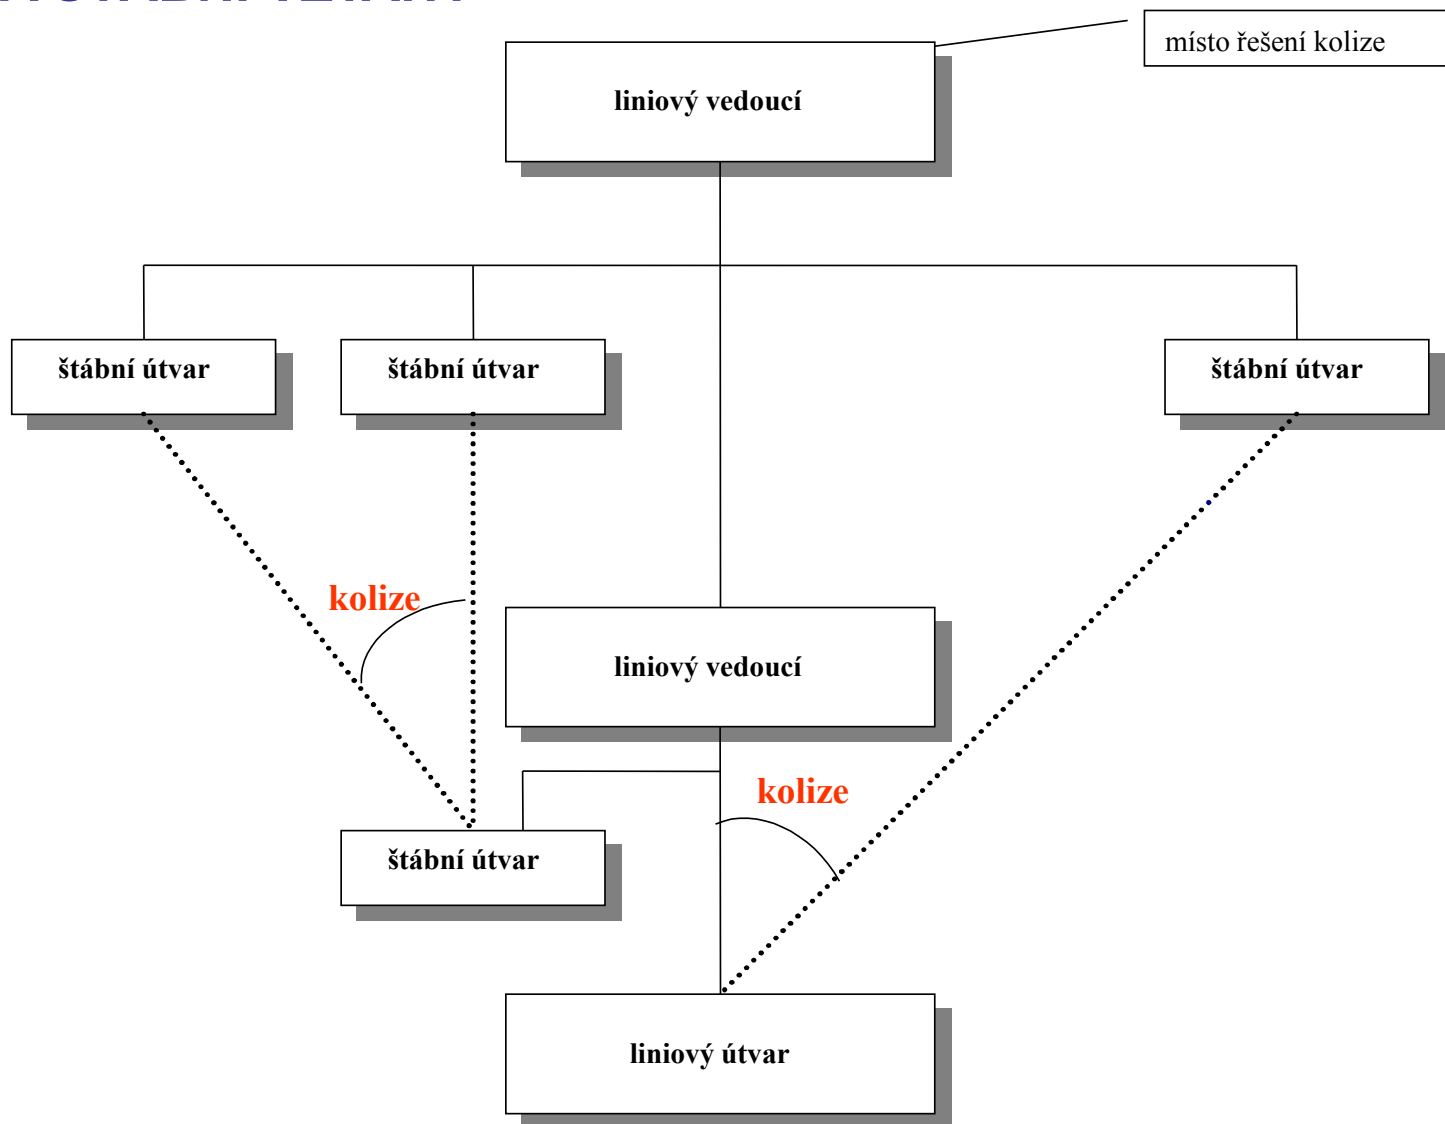 místo řešení kolize
liniový vedoucí
štábní útvar
štábní útvar
štábní útvar
kolize
liniový vedoucí
kolize
štábní útvar
liniový útvar